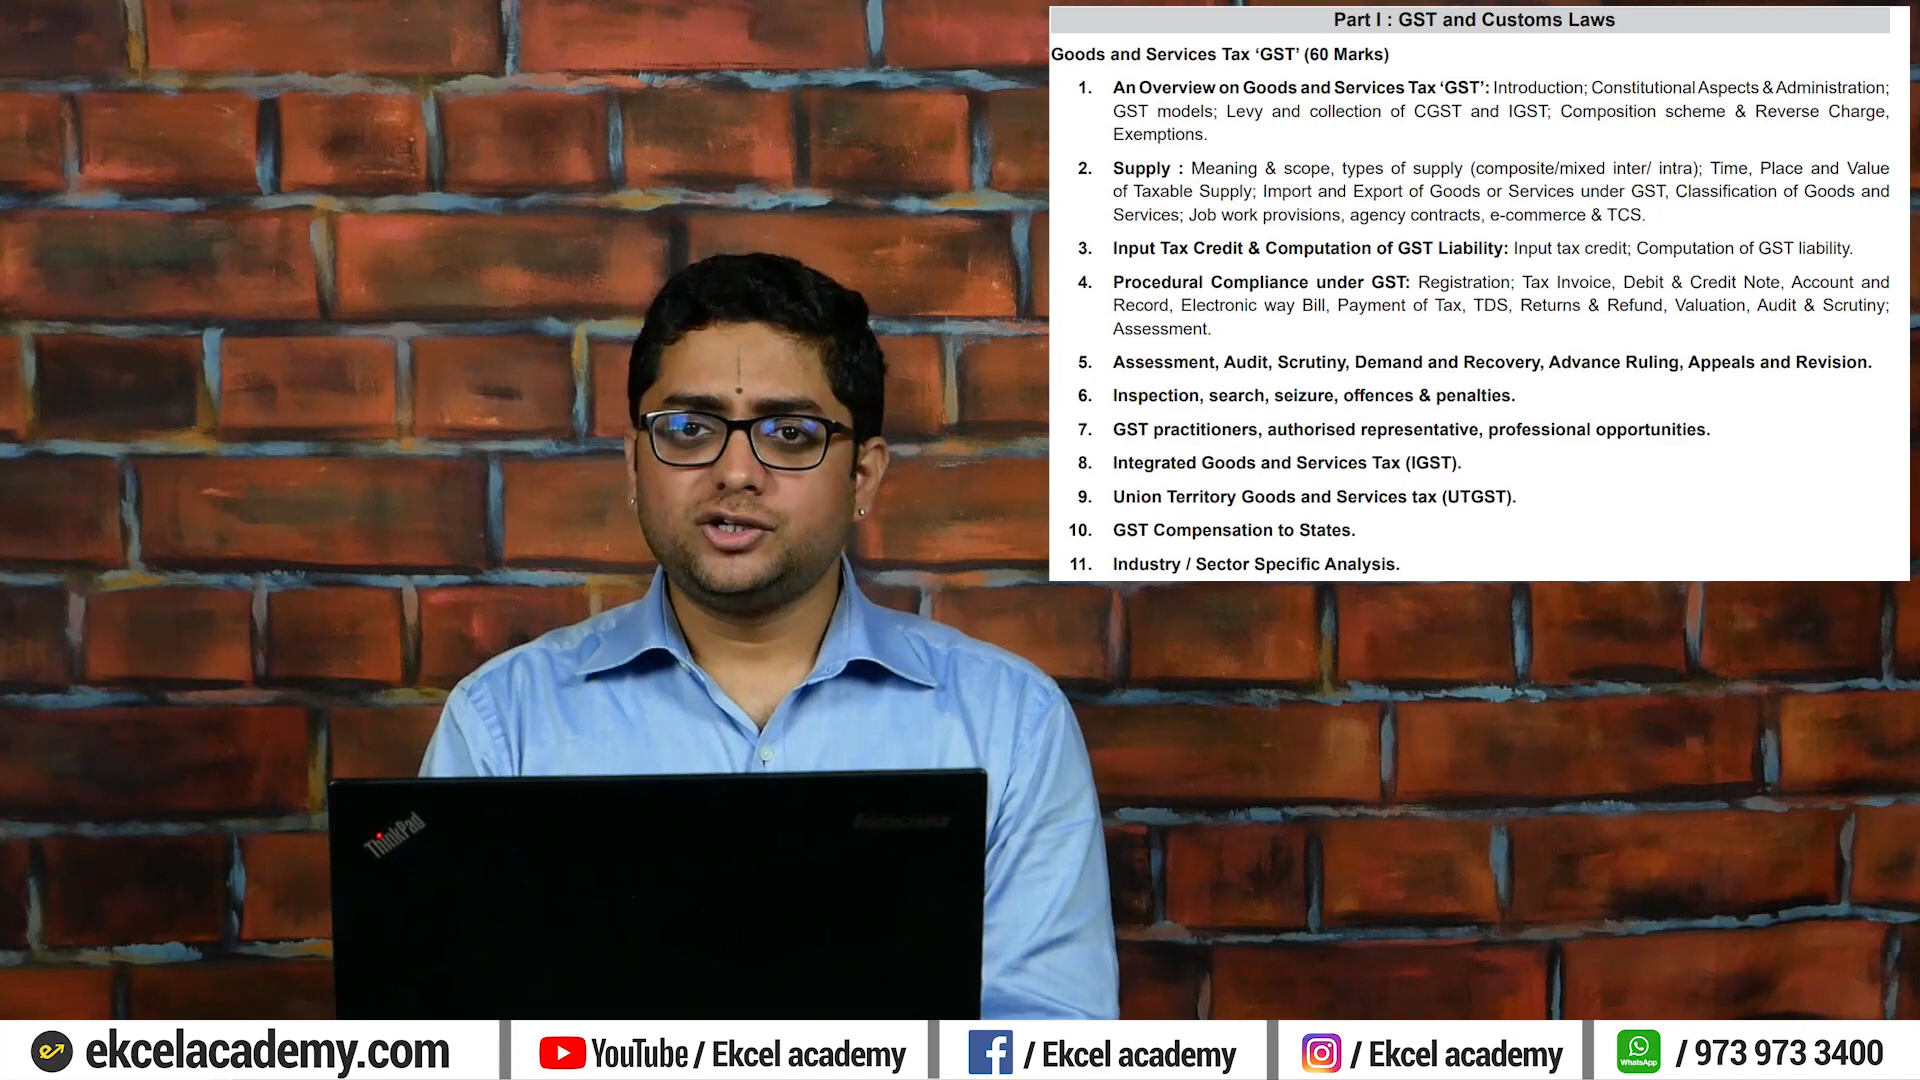 Part I : GST and Customs Laws
Goods and Services Tax ‘GST’ (60 Marks)
1. An Overview on Goods and Services Tax ‘GST’: Introduction; Constitutional Aspects & Administration;
GST models; Levy and collection of CGST and IGST; Composition scheme & Reverse Charge,
Exemptions.
2. Supply : Meaning & scope, types of supply (composite/mixed inter/ intra); Time, Place and Value
of Taxable Supply; Import and Export of Goods or Services under GST, Classification of Goods and
Services; Job work provisions, agency contracts, e-commerce & TCS.
3. Input Tax Credit & Computation of GST Liability: Input tax credit; Computation of GST liability.
4. Procedural Compliance under GST: Registration; Tax Invoice, Debit & Credit Note, Account and
Record, Electronic way Bill, Payment of Tax, TDS, Returns & Refund, Valuation, Audit & Scrutiny;
Assessment.
5. Assessment, Audit, Scrutiny, Demand and Recovery, Advance Ruling, Appeals and Revision.
6. Inspection, search, seizure, offences & penalties.
7. GST practitioners, authorised representative, professional opportunities.
8. Integrated Goods and Services Tax (IGST).
9. Union Territory Goods and Services tax (UTGST).
10. GST Compensation to States.
11. Industry / Sector Specific Analysis.
ThinkPad
lenovo
ekcelacademy.com
YouTube / Ekcel academy
/ Ekcel academy
/ Ekcel academy
WhatsApp
/ 973 973 3400